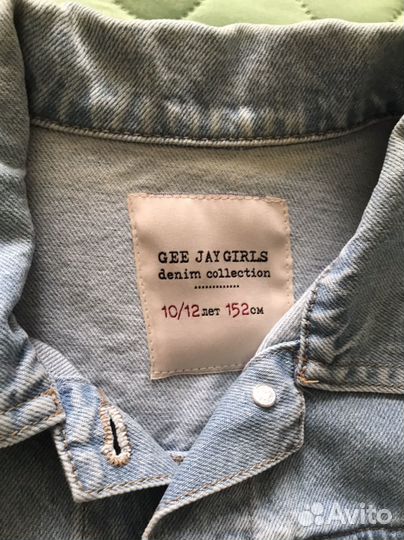 GEE JAY GIRLS
denim collection
10/12 лет 152 см
Avito